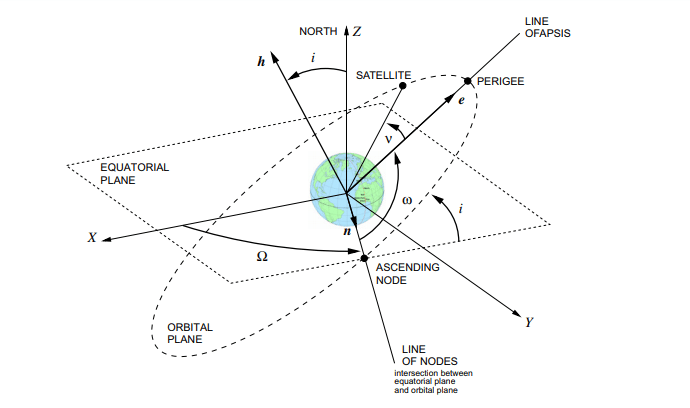 LINE
OFAPSIS
NORTH
Z
h
i
SATELLITE
PERIGEE
e
ν
EQUATORIAL
PLANE
ω
i
n
X
Ω
ASCENDING
NODE
ORBITAL
PLANE
Y
LINE
OF NODES
intersection between
equatorial plane
and orbital plane